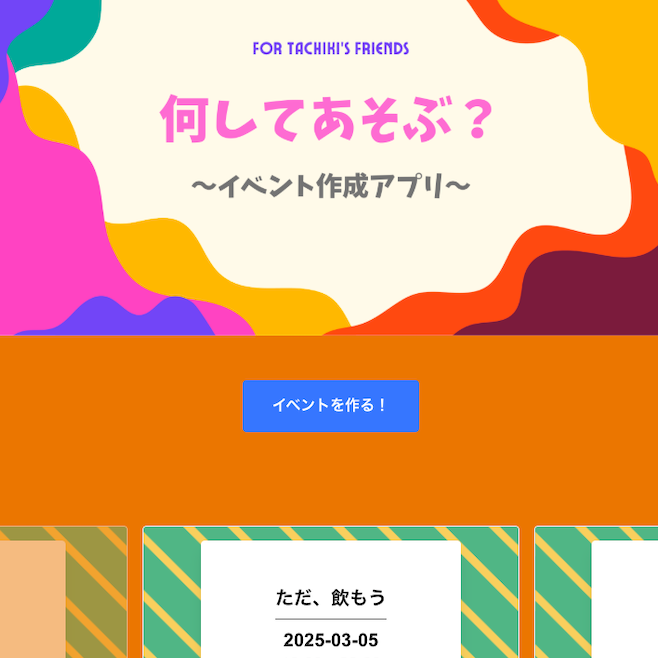 FOR TACHIKI'S FRIENDS
何してあそぶ？
〜イベント作成アプリ〜
イベントを作る！
ただ、飲もう
2025-03-05